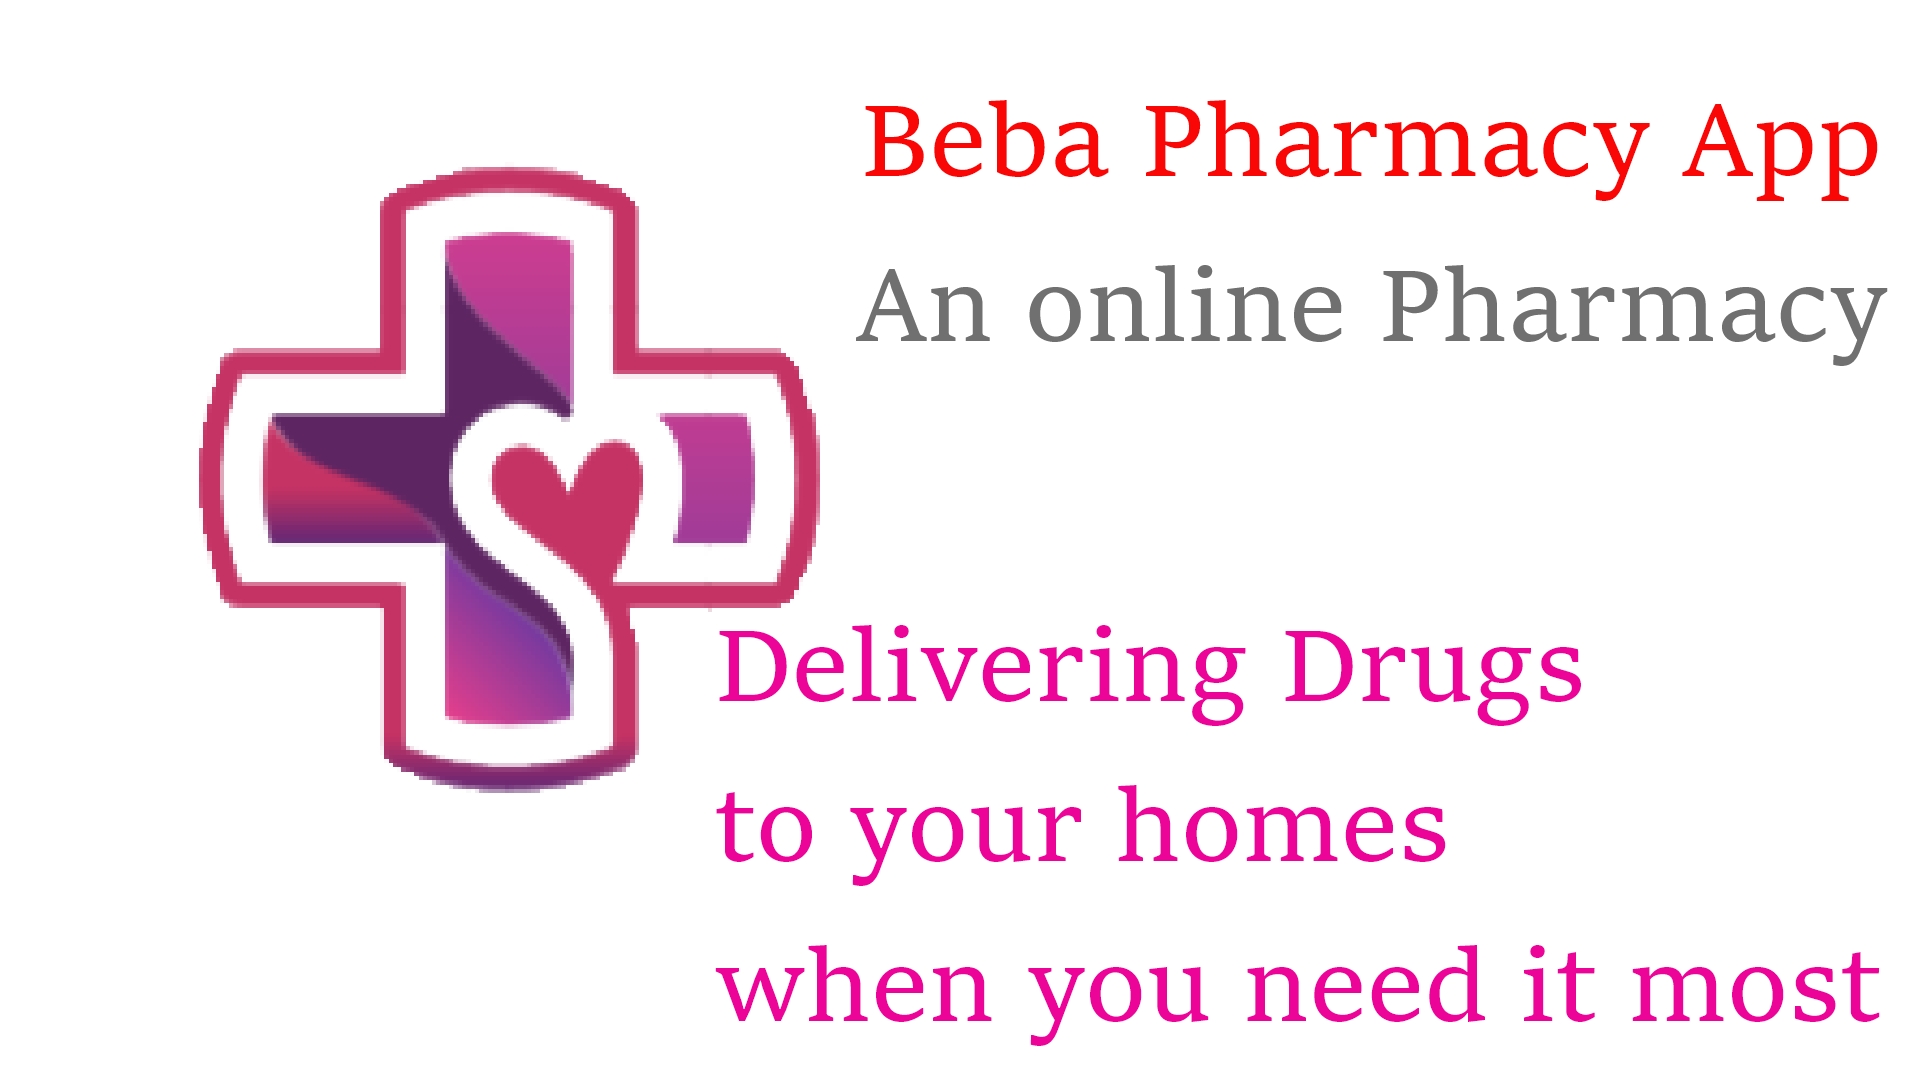 Beba Pharmacy App
An online Pharmacy
Delivering Drugs
to your homes
when you need it most